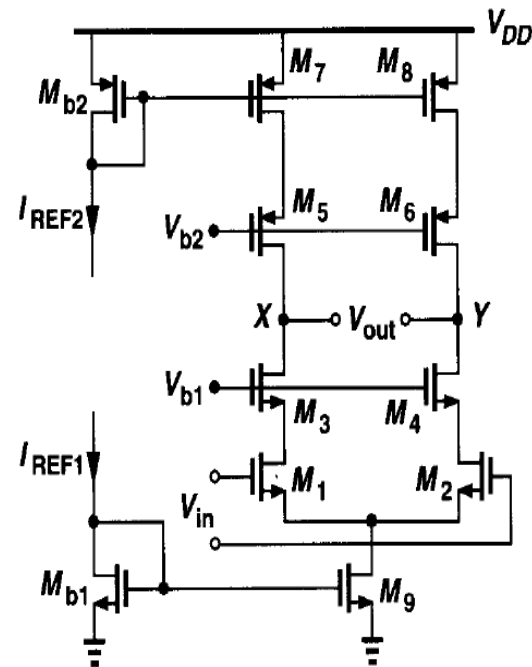 V_DD
M_b2
M_7
M_8
I_REF2
V_b2
M_5
M_6
X
V_out
Y
V_b1
M_3
M_4
I_REF1
V_in
M_1
M_2
M_b1
M_9